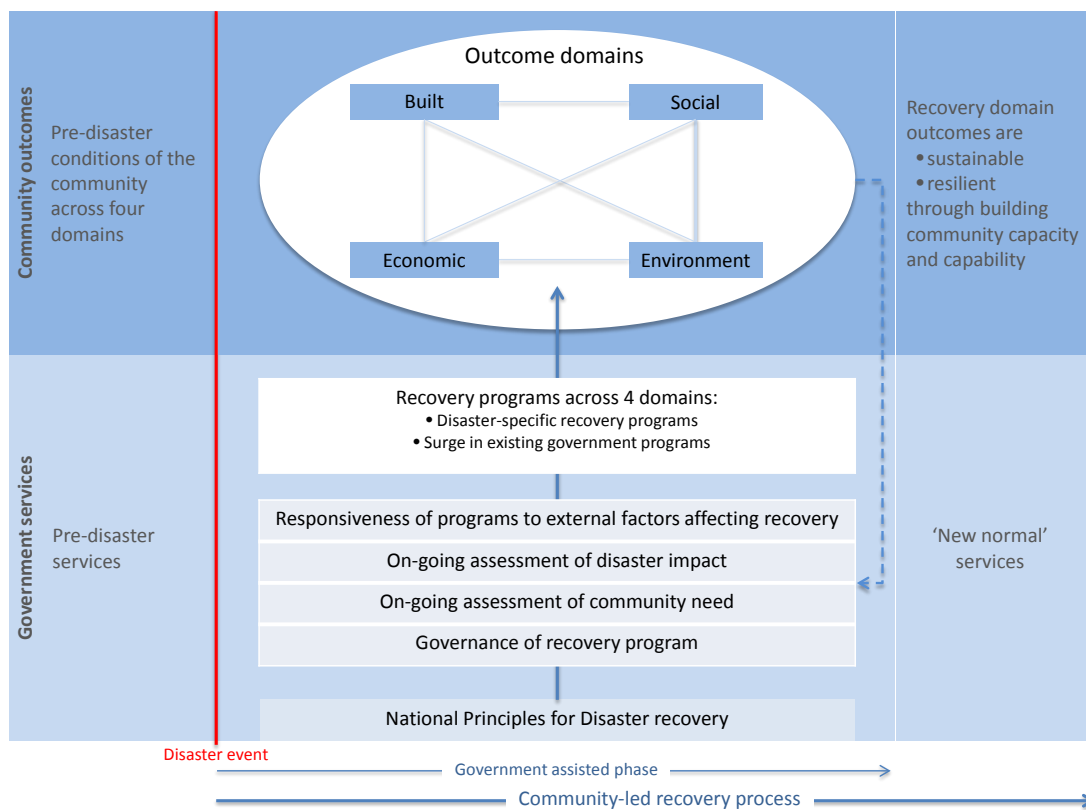 Community outcomes
Pre-disaster
conditions of the
community
across four
domains
Outcome domains
Built
Social
Economic
Environment
Recovery domain
outcomes are
• sustainable
• resilient
through building
community capacity
and capability
Government services
Pre-disaster
services
Recovery programs across 4 domains:
• Disaster-specific recovery programs
• Surge in existing government programs
Responsiveness of programs to external factors affecting recovery
On-going assessment of disaster impact
On-going assessment of community need
Governance of recovery program
National Principles for Disaster recovery
‘New normal’
services
Disaster event
Government assisted phase
Community-led recovery process